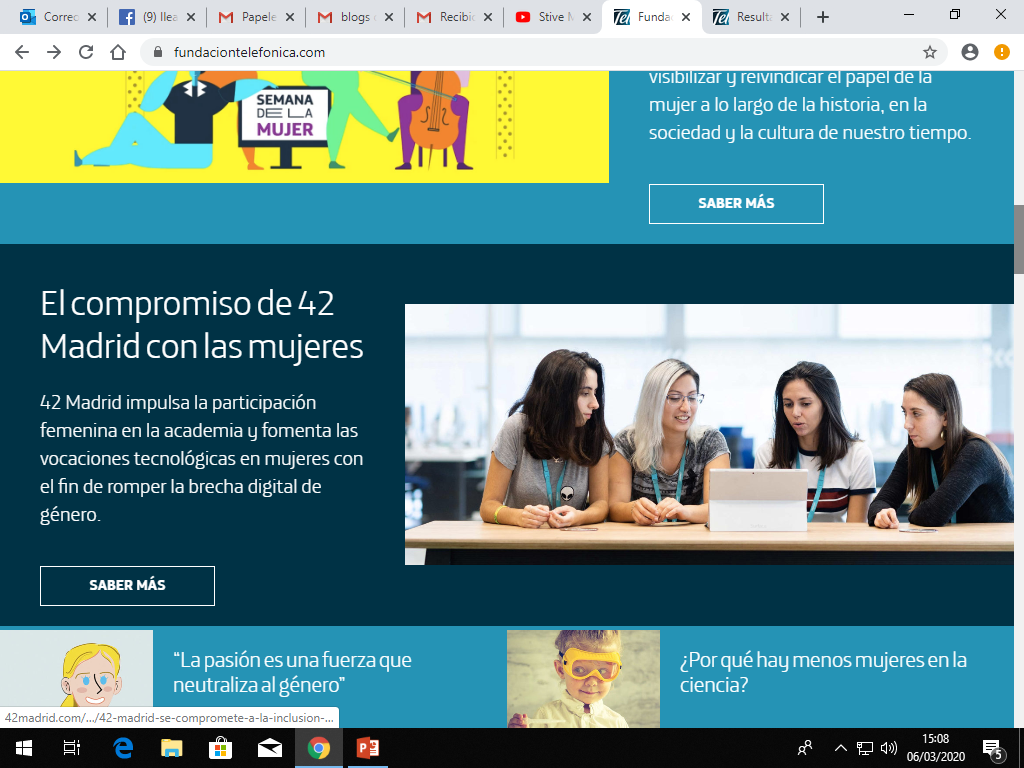 Correc
(9) Ilea
Papele
blogs
Recibi
Stive
Funda
Result
fundaciontelefonica.com
visibilizar y reivindicar el papel de la
mujer a lo largo de la historia, en la
sociedad y la cultura de nuestro tiempo.
SEMANA
DE LA
MUJER
SABER MÁS
El compromiso de 42
Madrid con las mujeres
42 Madrid impulsa la participación
femenina en la academia y fomenta las
vocaciones tecnológicas en mujeres con
el fin de romper la brecha digital de
género.
SABER MÁS
“La pasión es una fuerza que
neutraliza al género”
¿Por qué hay menos mujeres en la
ciencia?
42madrid.com/.../42-madrid-se-compromete-a-la-inclusion-...
15:08
06/03/2020
5